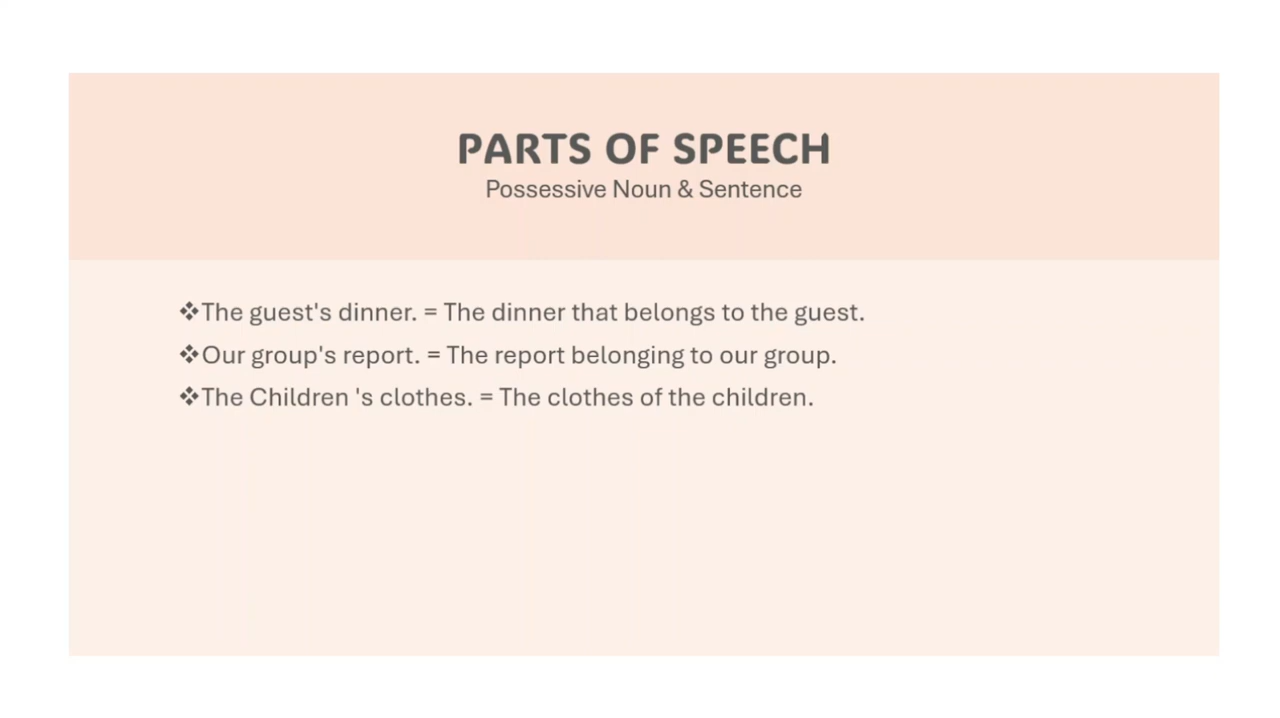 PARTS OF SPEECH
Possessive Noun & Sentence
❖The guest's dinner. = The dinner that belongs to the guest.
❖Our group's report. = The report belonging to our group.
❖The Children 's clothes. = The clothes of the children.